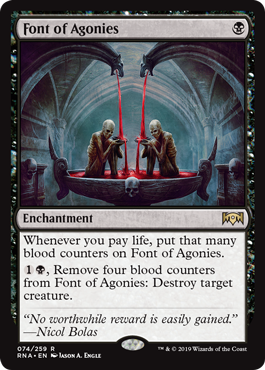 Font of Agonies
Enchantment
Whenever you pay life, put that many
blood counters on Font of Agonies.
1 , Remove four blood counters
from Font of Agonies: Destroy target
creature.
“No worthwhile reward is easily gained.”
—Nicol Bolas
074/259 R
RNA • EN JASON A. ENGLE
™ & © 2019 Wizards of the Coast